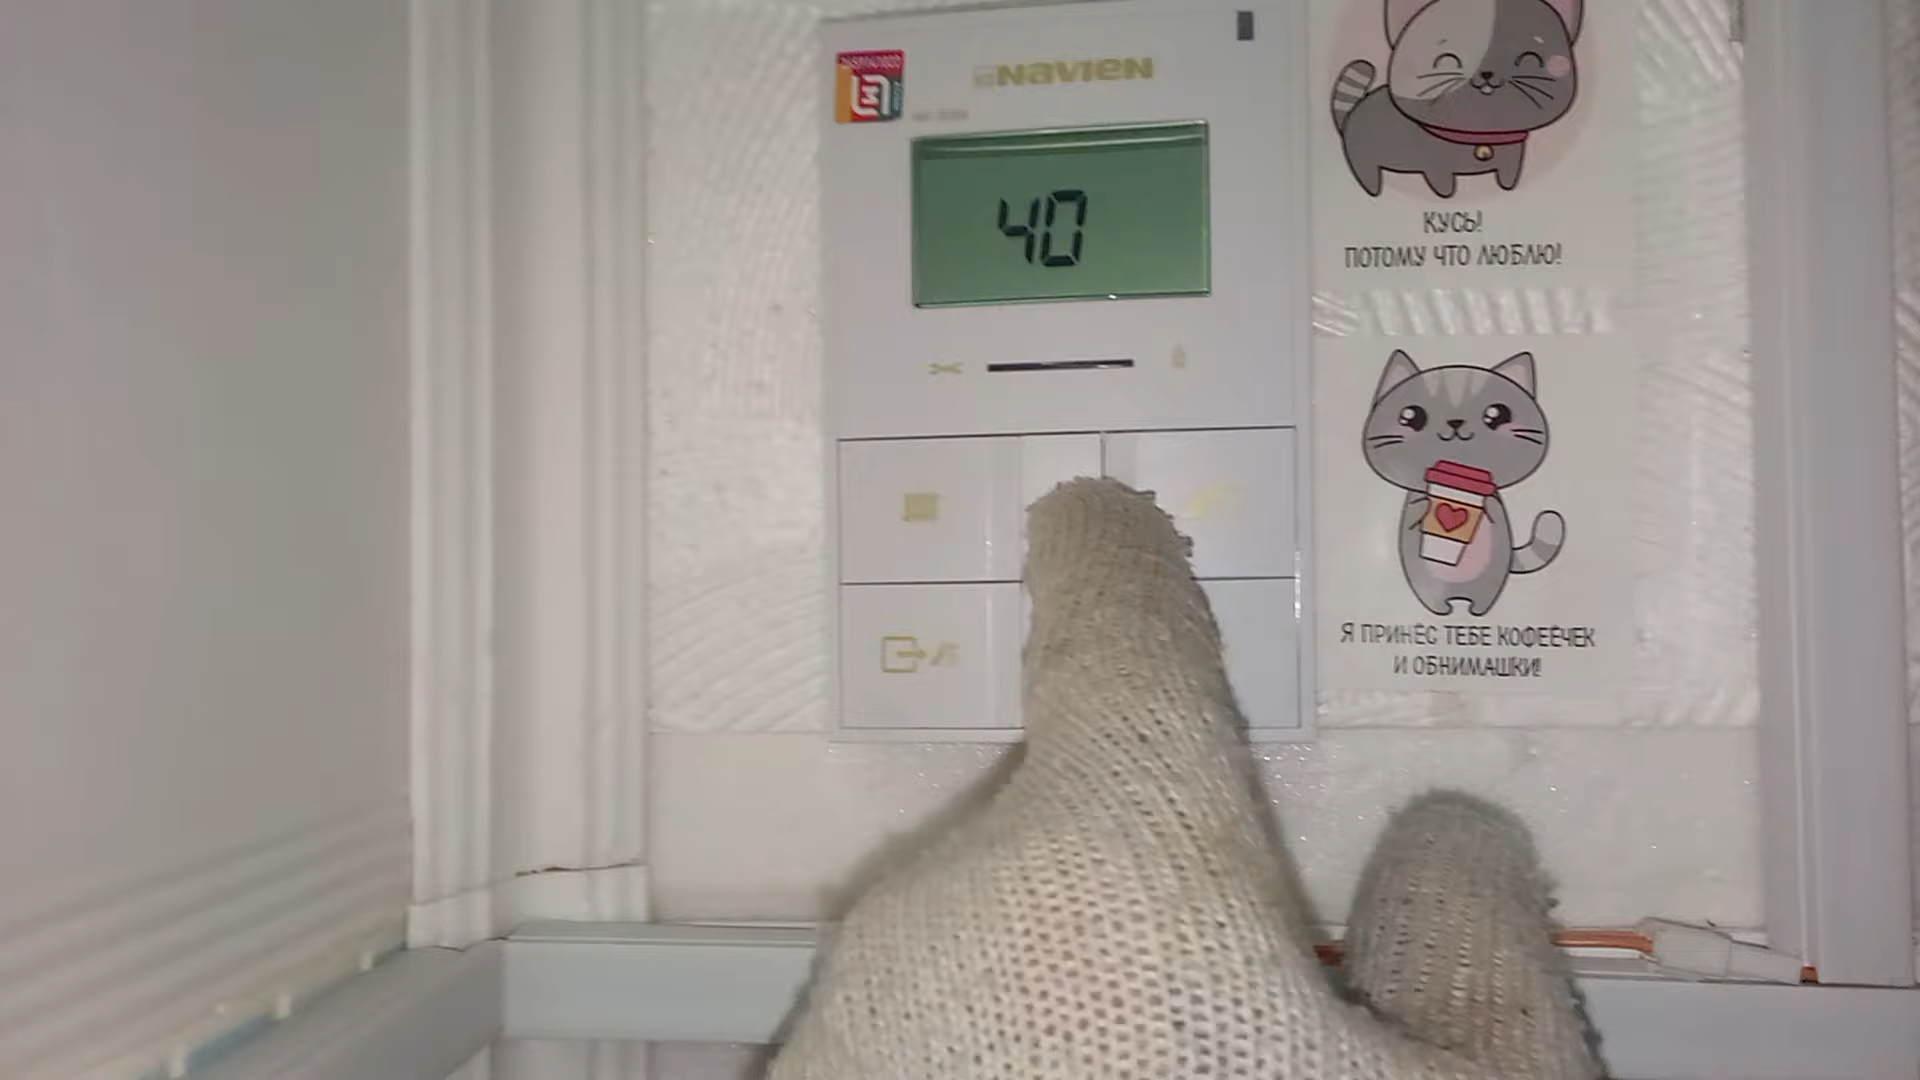 NAVIEN
40
КУСЬ!
ПОТОМУ ЧТО ЛЮБЛЮ!
Я ПРИНЁС ТЕБЕ КОФЕЁЧЕК
И ОБНИМАШКИ!